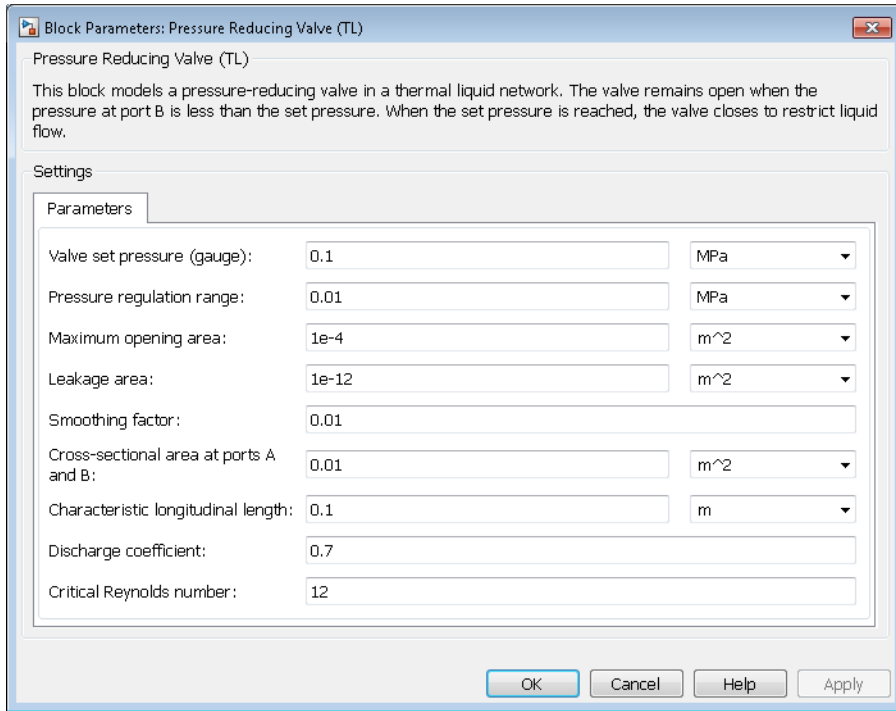 Block Parameters: Pressure Reducing Valve (TL)
Pressure Reducing Valve (TL)
This block models a pressure-reducing valve in a thermal liquid network. The valve remains open when the
pressure at port B is less than the set pressure. When the set pressure is reached, the valve closes to restrict liquid
flow.
Settings
Parameters
Valve set pressure (gauge): 0.1 MPa
Pressure regulation range: 0.01 MPa
Maximum opening area: 1e-4 m^2
Leakage area: 1e-12 m^2
Smoothing factor: 0.01
Cross-sectional area at ports A
and B: 0.01 m^2
Characteristic longitudinal length: 0.1 m
Discharge coefficient: 0.7
Critical Reynolds number: 12
OK Cancel Help Apply